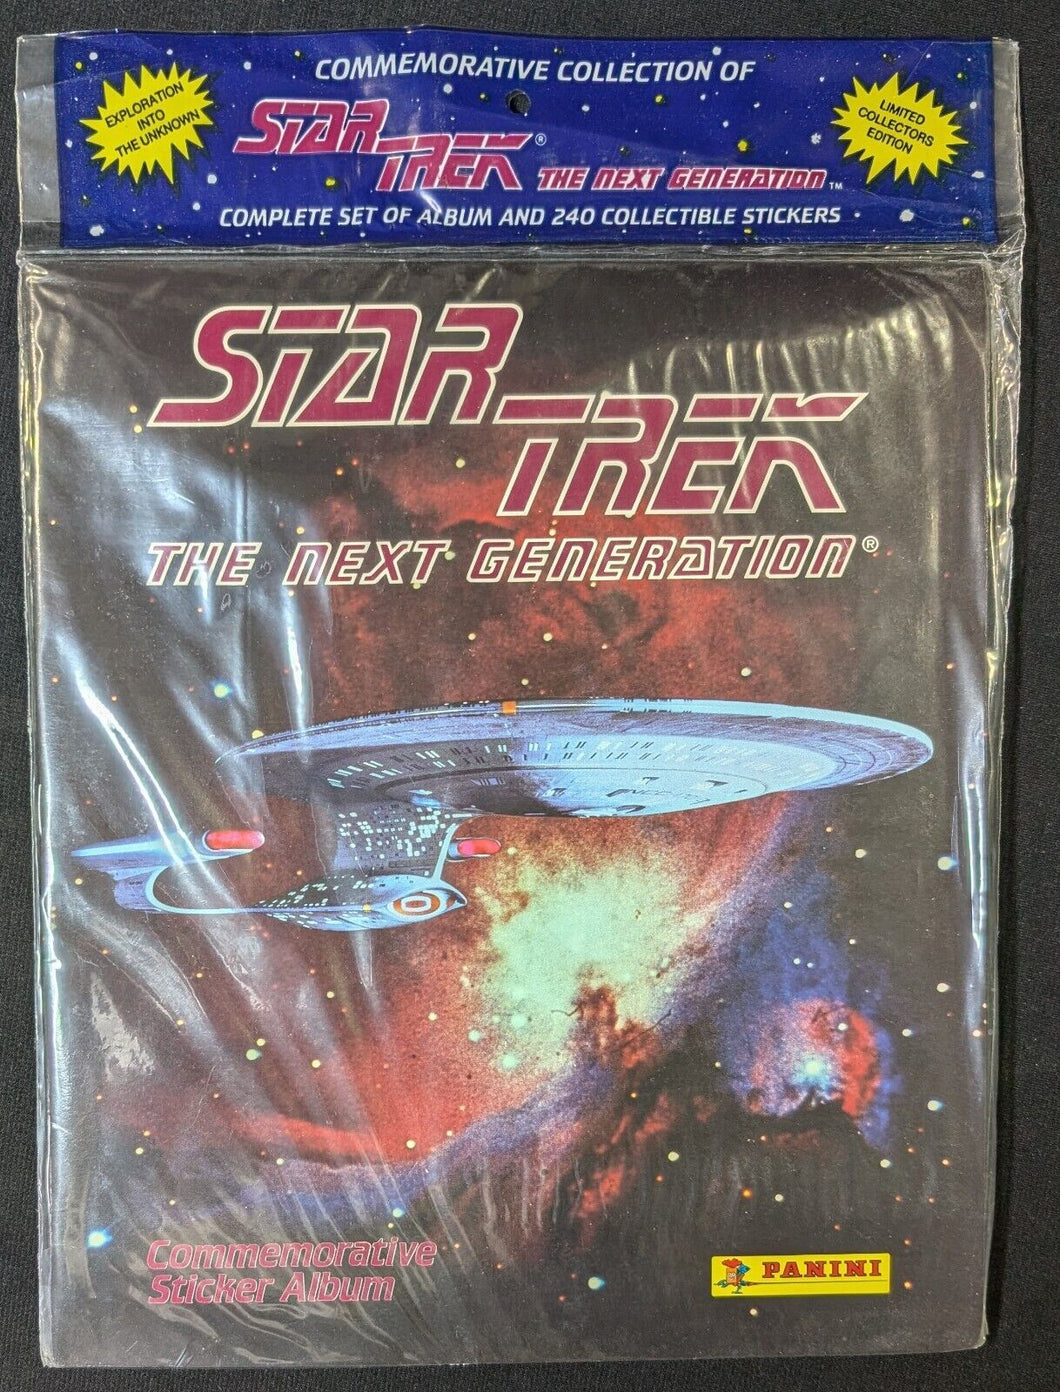 COMMEMORATIVE COLLECTION OF
EXPLORATION
INTO
THE UNKNOWN
LIMITED
COLLECTORS
EDITION
STAR
TREK®
THE NEXT GENERATION™
COMPLETE SET OF ALBUM AND 240 COLLECTIBLE STICKERS
STAR
TREK
THE NEXT GENERATION®
Commemorative
Sticker Album
PANINI